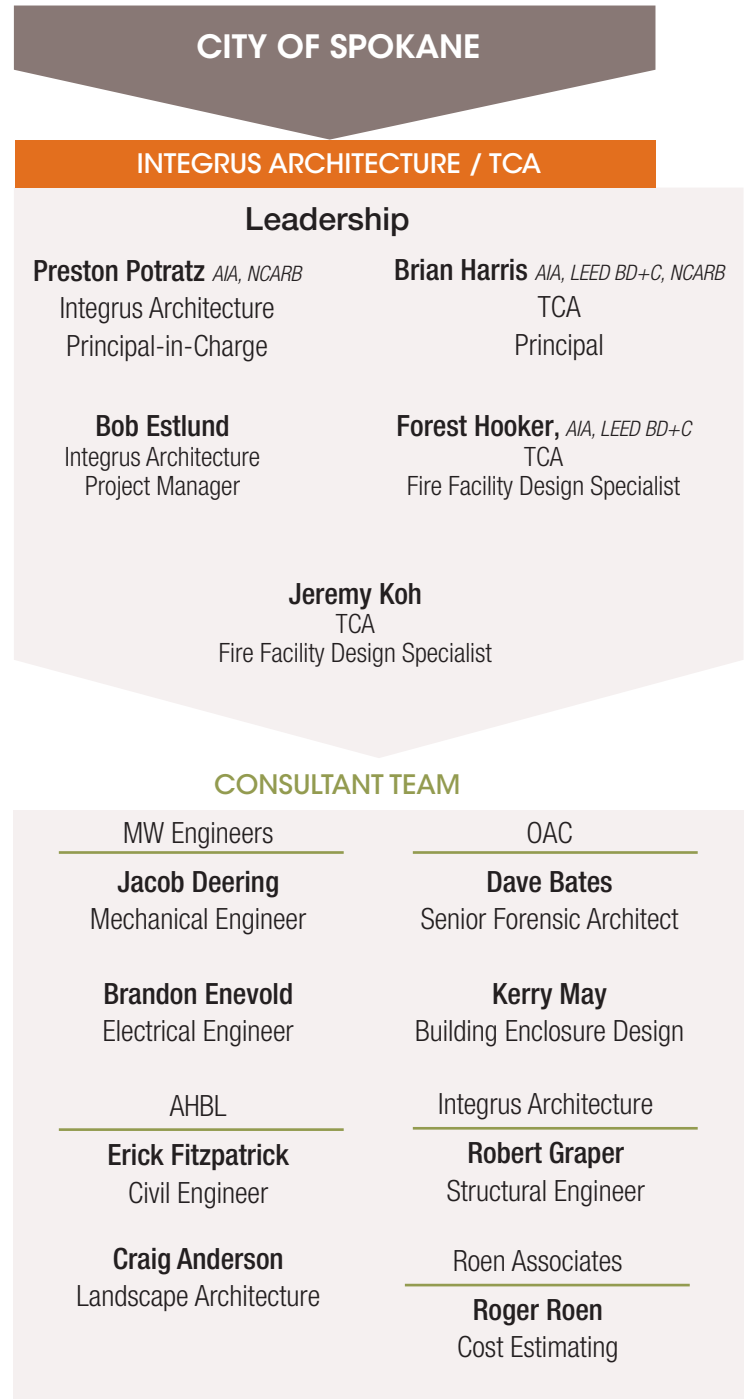 CITY OF SPOKANE
INTEGRUS ARCHITECTURE / TCA
Leadership
Preston Potratz AIA, NCARB
Integrus Architecture
Principal-in-Charge
Brian Harris AIA, LEED BD+C, NCARB
TCA
Principal
Bob Estlund
Integrus Architecture
Project Manager
Forest Hooker, AIA, LEED BD+C
TCA
Fire Facility Design Specialist
Jeremy Koh
TCA
Fire Facility Design Specialist
CONSULTANT TEAM
MW Engineers
Jacob Deering
Mechanical Engineer
Brandon Enevold
Electrical Engineer
AHBL
Erick Fitzpatrick
Civil Engineer
Craig Anderson
Landscape Architecture
OAC
Dave Bates
Senior Forensic Architect
Kerry May
Building Enclosure Design
Integrus Architecture
Robert Graper
Structural Engineer
Roen Associates
Roger Roen
Cost Estimating